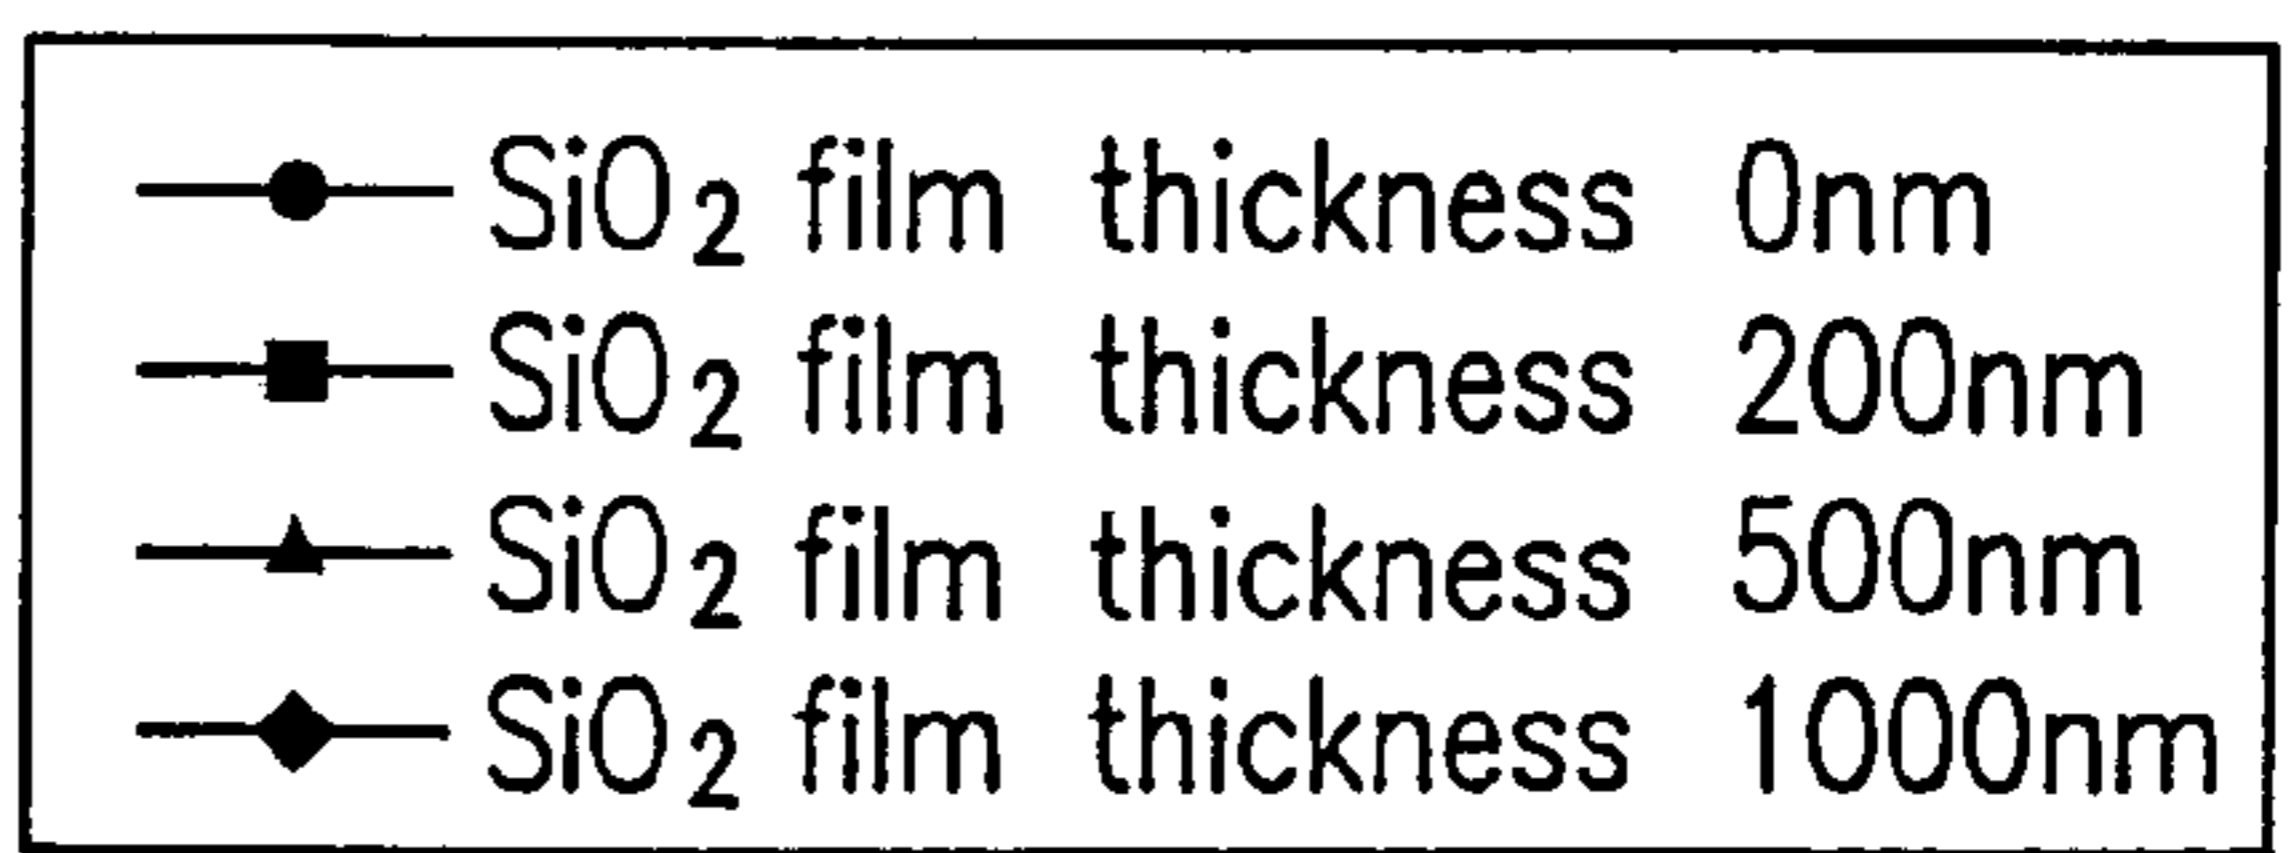 SiO₂ film thickness 0nm
SiO₂ film thickness 200nm
SiO₂ film thickness 500nm
SiO₂ film thickness 1000nm